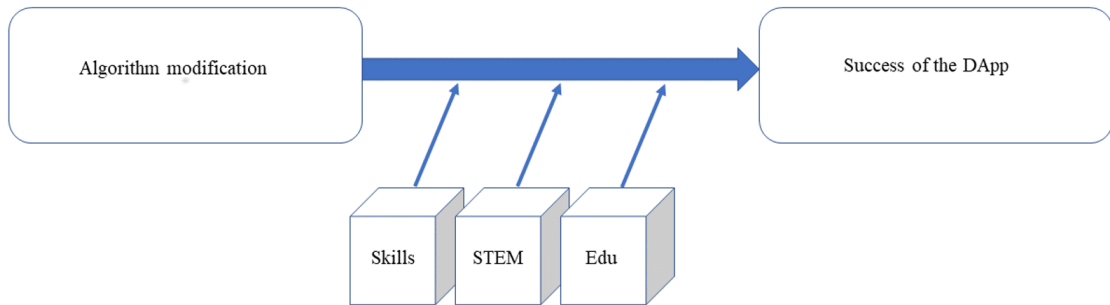 Algorithm modification
Success of the DApp
Skills
STEM
Edu